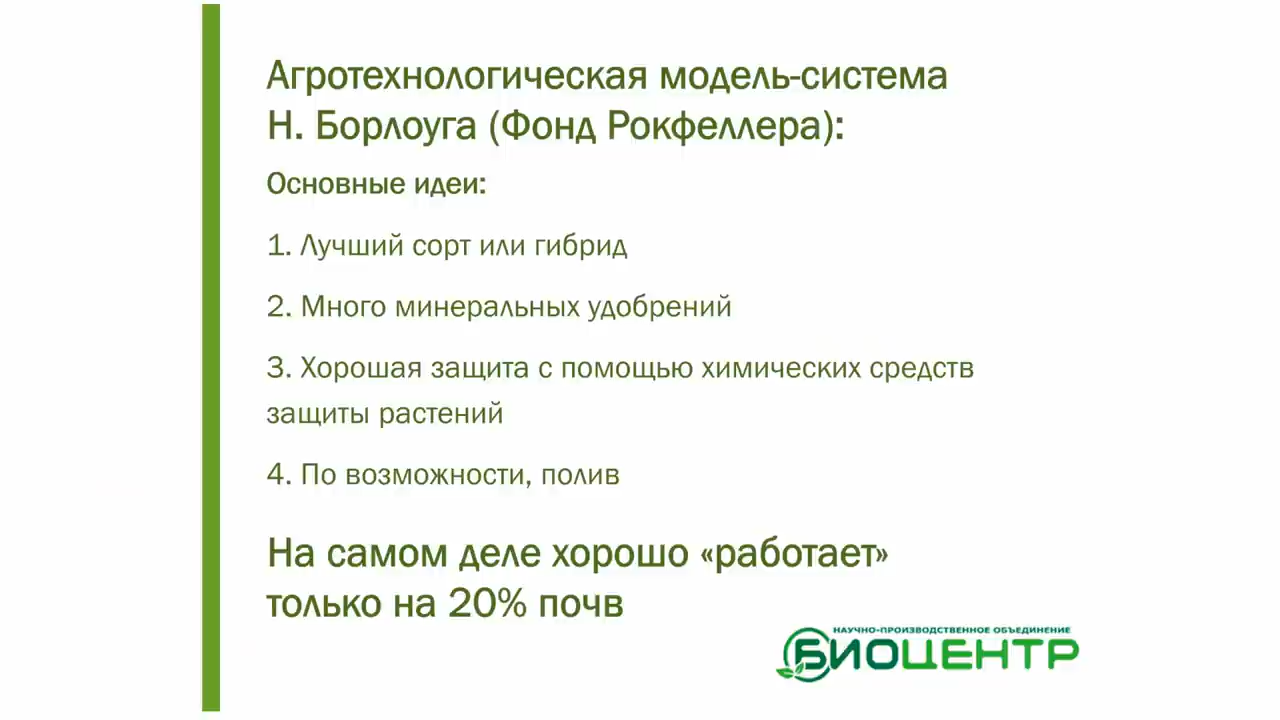 Агротехнологическая модель-система
Н. Борлоуга (Фонд Рокфеллера):
Основные идеи:
1. Лучший сорт или гибрид
2. Много минеральных удобрений
3. Хорошая защита с помощью химических средств
защиты растений
4. По возможности, полив
На самом деле хорошо «работает»
только на 20% почв
НАУЧНО-ПРОИЗВОДСТВЕННОЕ ОБЪЕДИНЕНИЕ
БИОЦЕНТР